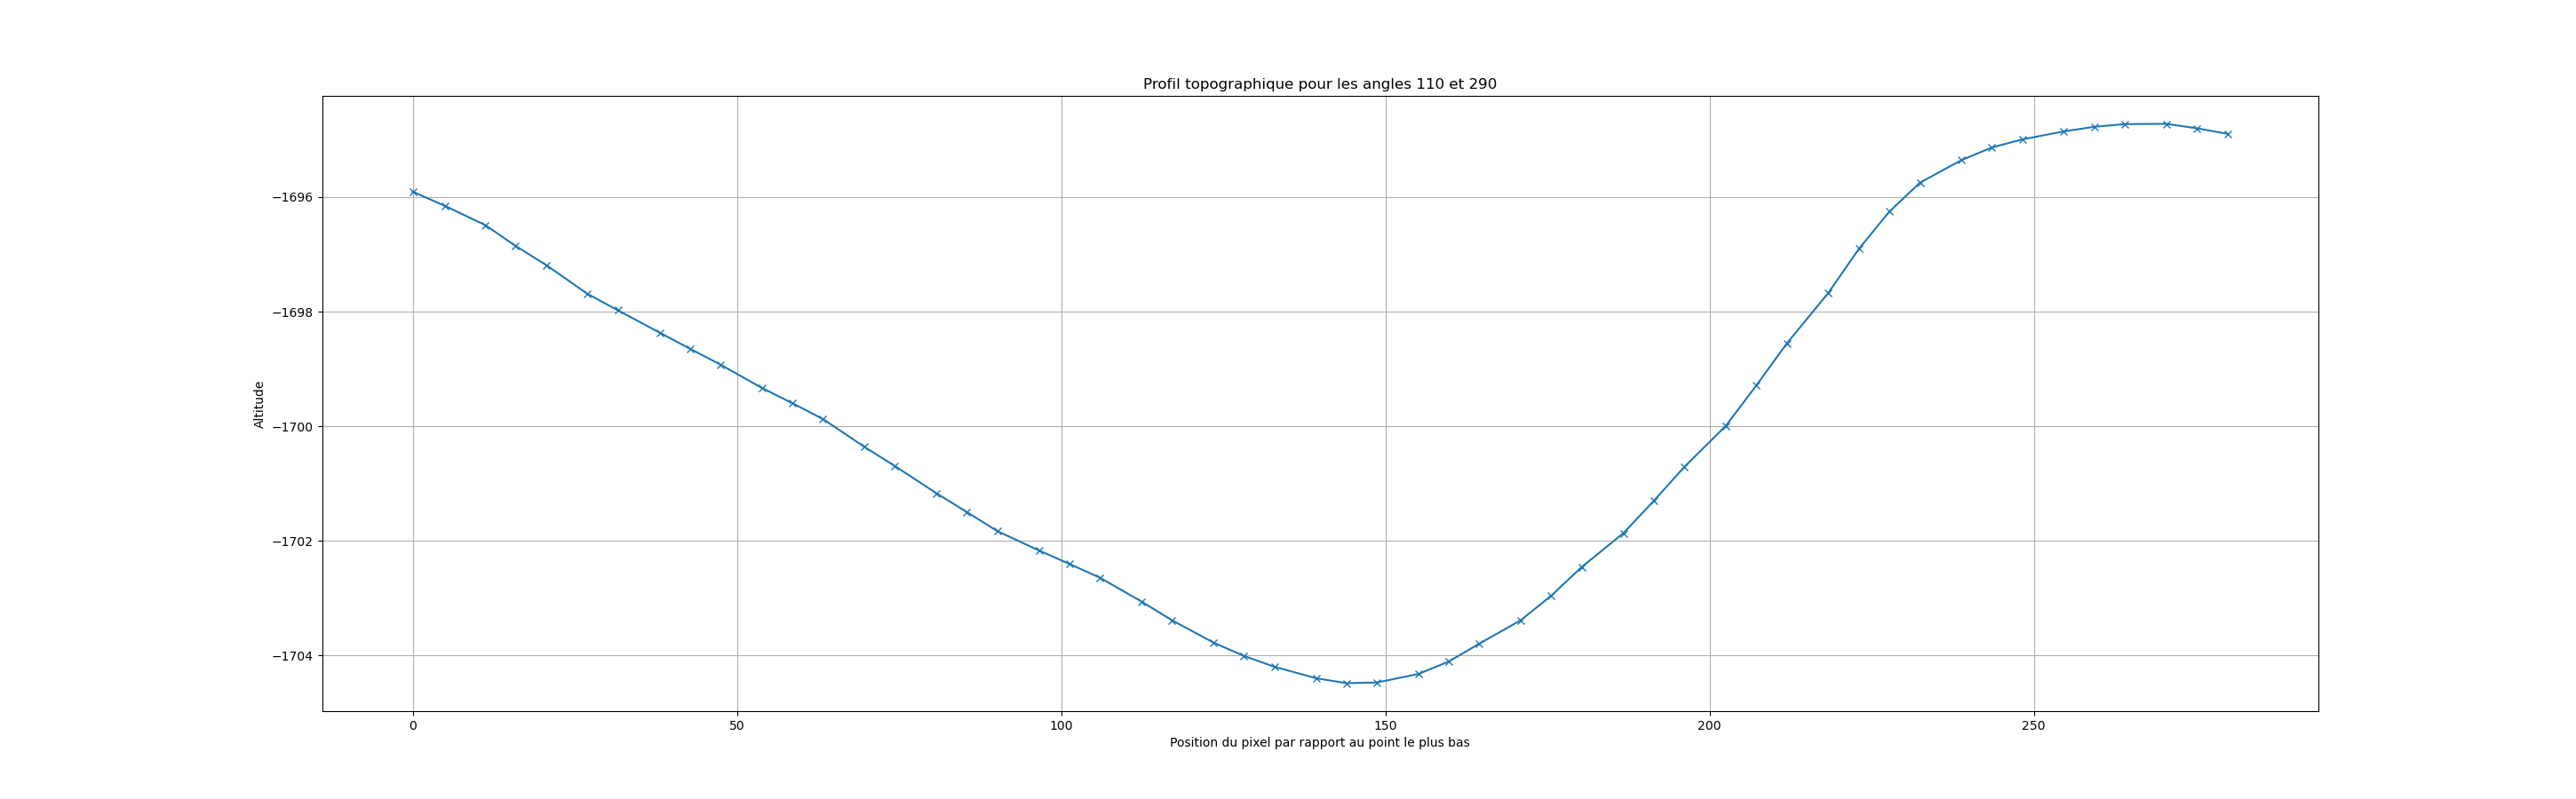 Profil topographique pour les angles 110 et 290
Altitude
−1696
−1698
−1700
−1702
−1704
0 50 100 150 200 250
Position du pixel par rapport au point le plus bas